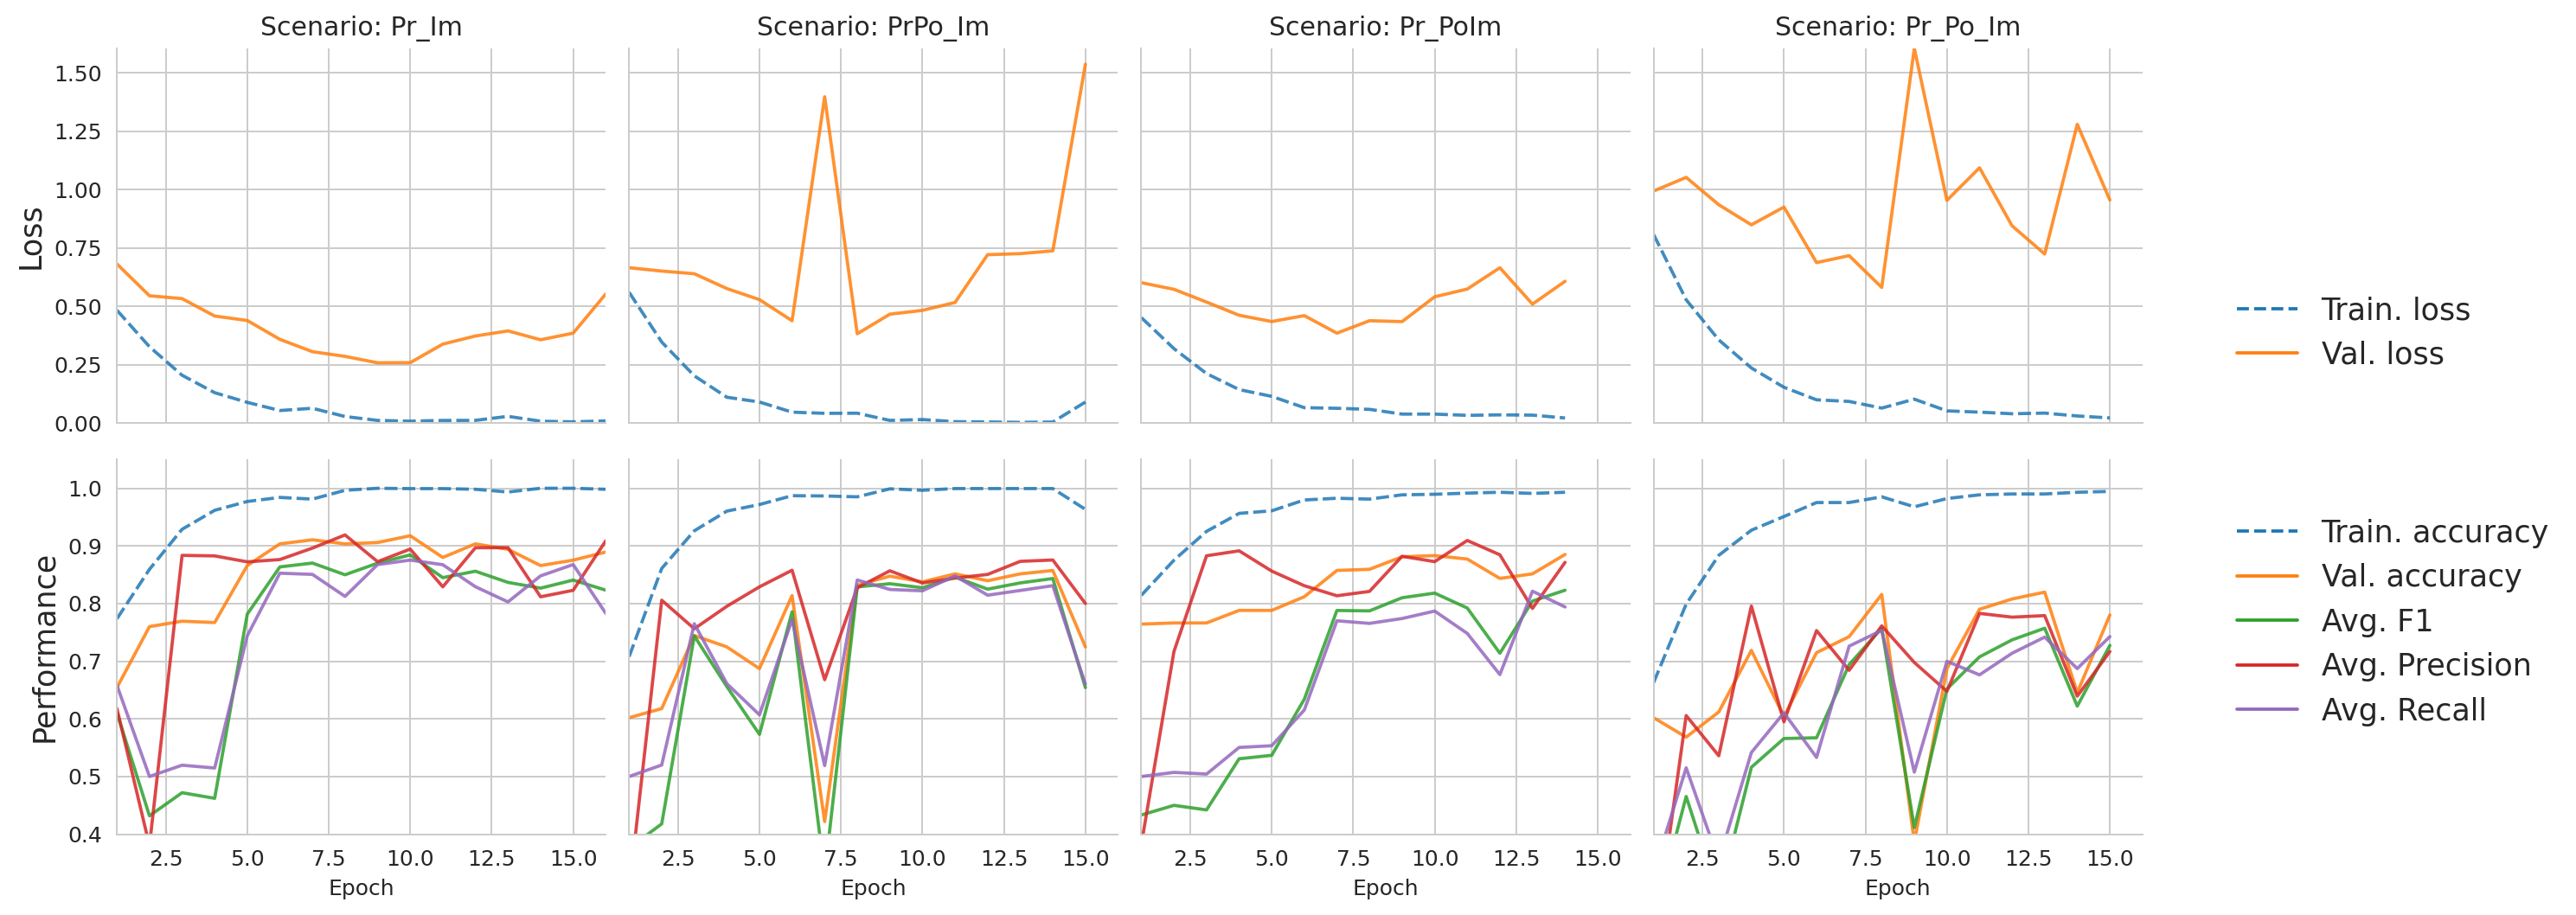 Scenario: Pr_Im
Scenario: PrPo_Im
Scenario: Pr_PoIm
Scenario: Pr_Po_Im
Loss
1.50
1.25
1.00
0.75
0.50
0.25
0.00
Train. loss
Val. loss
Performance
1.0
0.9
0.8
0.7
0.6
0.5
0.4
Train. accuracy
Val. accuracy
Avg. F1
Avg. Precision
Avg. Recall
2.5 5.0 7.5 10.0 12.5 15.0
2.5 5.0 7.5 10.0 12.5 15.0
2.5 5.0 7.5 10.0 12.5 15.0
2.5 5.0 7.5 10.0 12.5 15.0
Epoch
Epoch
Epoch
Epoch